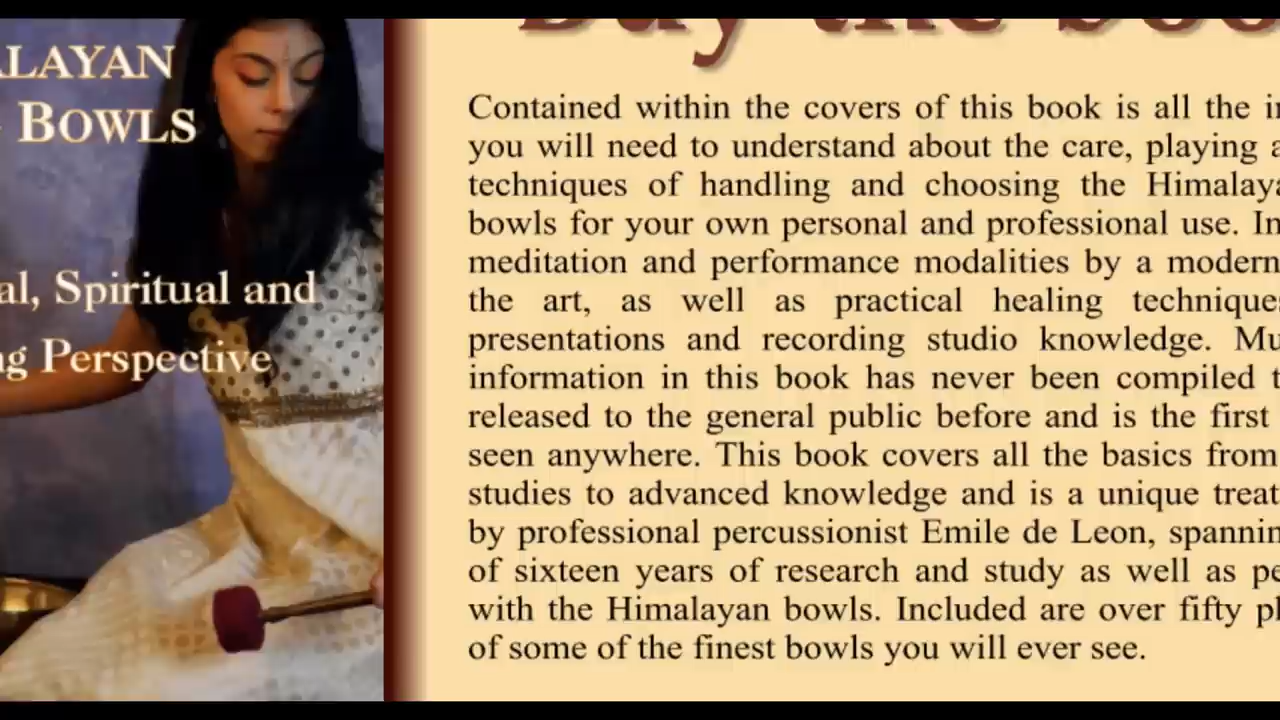 BOWLS
Spiritual and
Perspective
Buy the
Contained within the covers of this book is all the
you will need to understand about the care, playing
techniques of handling and choosing the
bowls for your own personal and professional use. In
meditation and performance modalities by a modern
the art, as well as practical healing
presentations and recording studio knowledge.
information in this book has never been compiled
released to the general public before and is the first
seen anywhere. This book covers all the basics from
studies to advanced knowledge and is a unique
by professional percussionist Emile de Leon,
of sixteen years of research and study as well as
with the Himalayan bowls. Included are over fifty
of some of the finest bowls you will ever see.